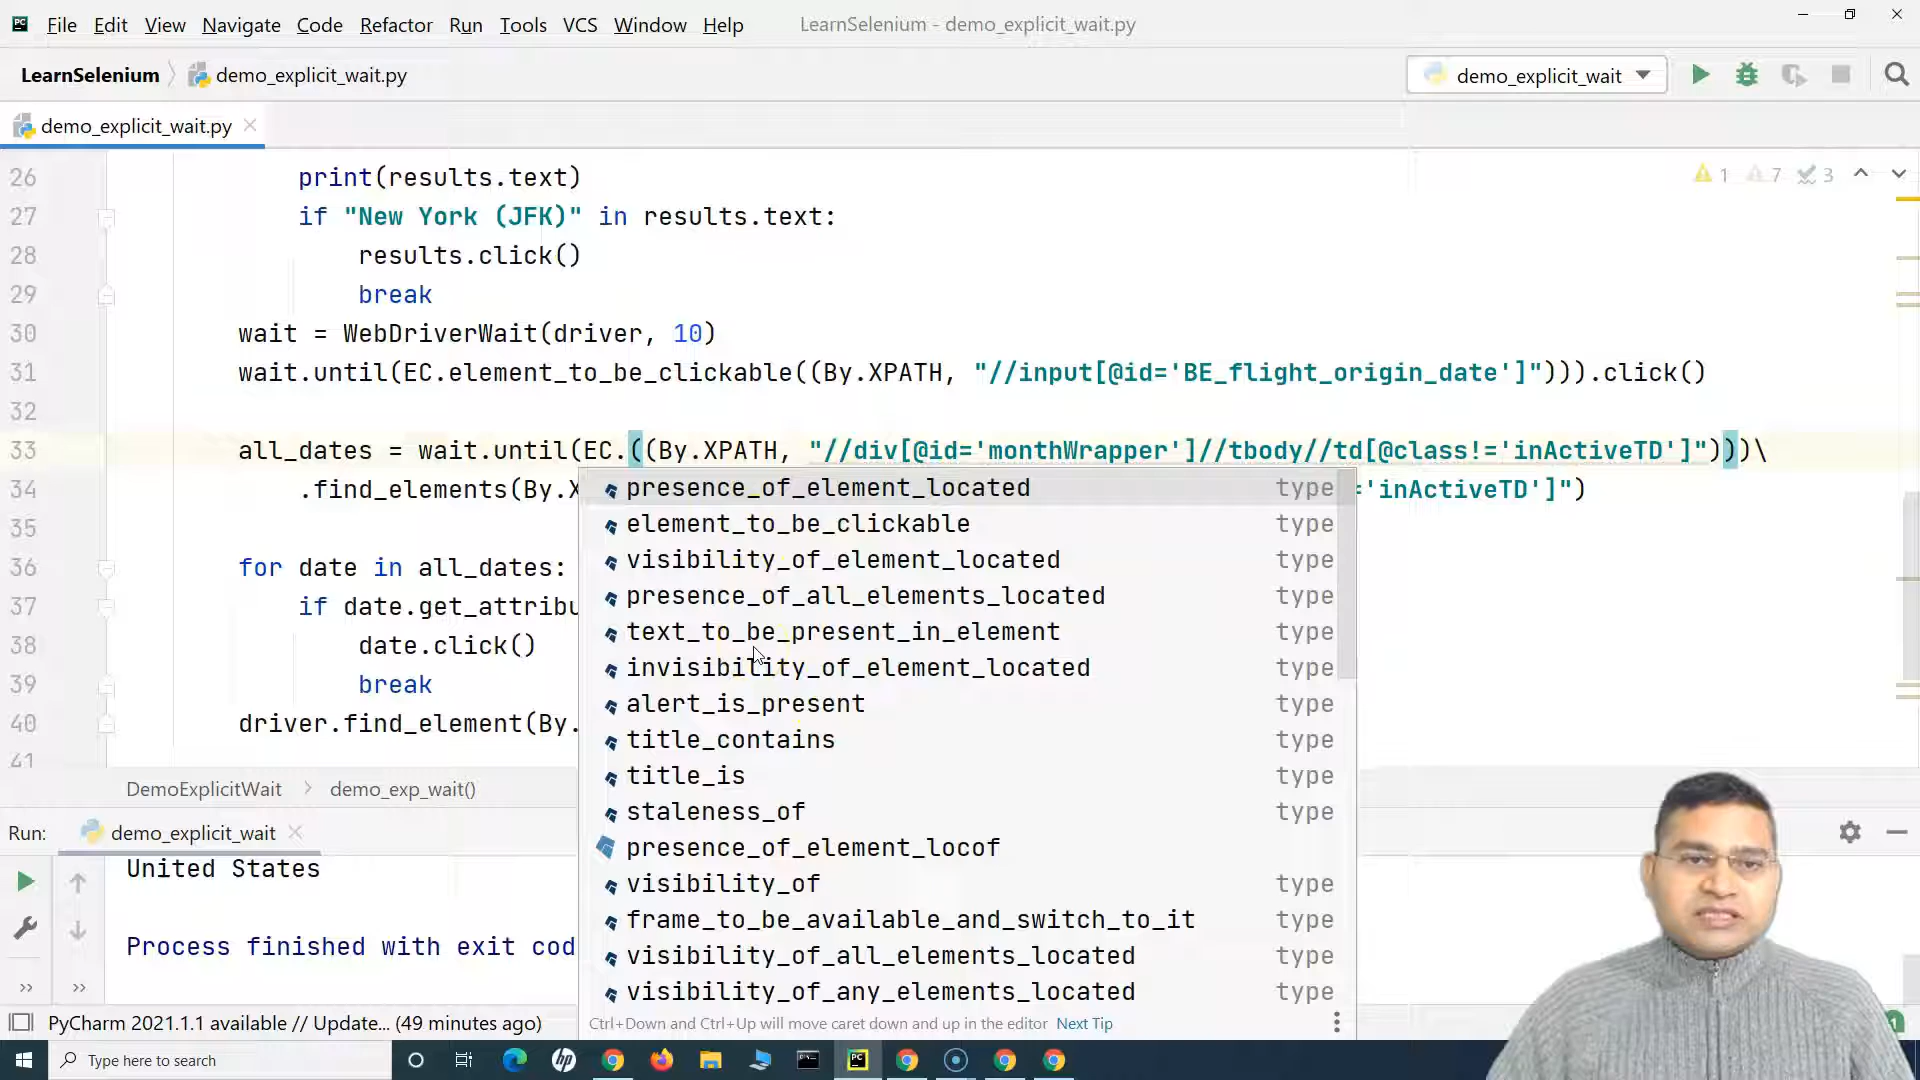 File Edit View Navigate Code Refactor Run Tools VCS Window Help LearnSelenium - demo_explicit_wait.py
LearnSelenium demo_explicit_wait.py demo_explicit_wait
demo_explicit_wait.py
26 print(results.text)
1 7 3
27 if "New York (JFK)" in results.text:
28 results.click()
29 break
30 wait = WebDriverWait(driver, 10)
31 wait.until(EC.element_to_be_clickable((By.XPATH, "//input[@id='BE_flight_origin_date']"))).click()
32
33 all_dates = wait.until(EC.((By.XPATH, "//div[@id='monthWrapper']//tbody//td[@class!='inActiveTD']")))\
34 .find_elements(By.X ='inActiveTD']")
35
36 for date in all_dates:
37 if date.get_attribu
38 date.click()
39 break
40 driver.find_element(By.
41
presence_of_element_located type
element_to_be_clickable type
visibility_of_element_located type
presence_of_all_elements_located type
text_to_be_present_in_element type
invisibility_of_element_located type
alert_is_present type
title_contains type
title_is type
staleness_of type
presence_of_element_locof
visibility_of type
frame_to_be_available_and_switch_to_it type
visibility_of_all_elements_located type
visibility_of_any_elements_located type
Ctrl+Down and Ctrl+Up will move caret down and up in the editor Next Tip
DemoExplicitWait demo_exp_wait()
Run: demo_explicit_wait
United States
Process finished with exit cod
PyCharm 2021.1.1 available // Update... (49 minutes ago)
1
Type here to search